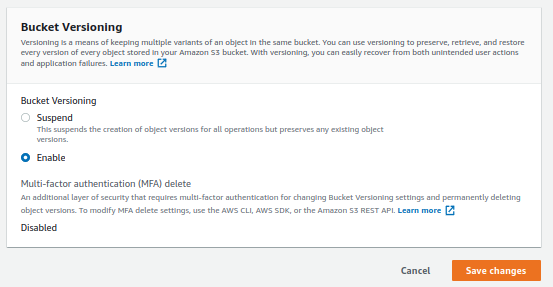 Bucket Versioning
Versioning is a means of keeping multiple variants of an object in the same bucket. You can use versioning to preserve, retrieve, and restore
every version of every object stored in your Amazon S3 bucket. With versioning, you can easily recover from both unintended user actions
and application failures. Learn more
Bucket Versioning
Suspend
This suspends the creation of object versions for all operations but preserves any existing object
versions.
Enable
Multi-factor authentication (MFA) delete
An additional layer of security that requires multi-factor authentication for changing Bucket Versioning settings and permanently deleting
object versions. To modify MFA delete settings, use the AWS CLI, AWS SDK, or the Amazon S3 REST API. Learn more
Disabled
Cancel Save changes